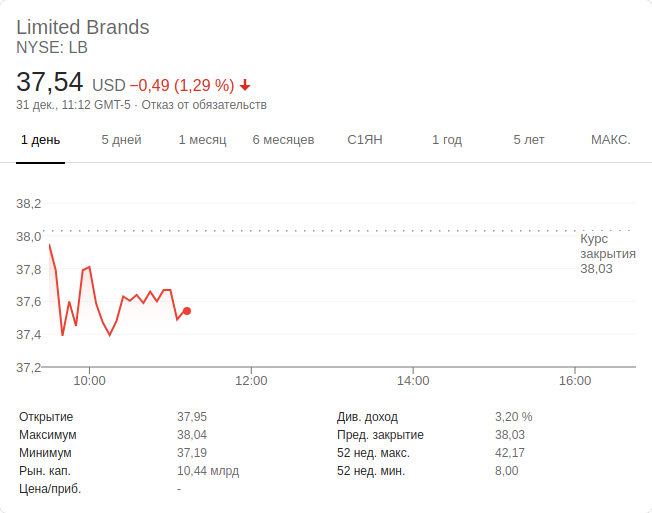 Limited Brands
NYSE: LB
37,54 USD −0,49 (1,29 %)
31 дек., 11:12 GMT-5 · Отказ от обязательств
1 день 5 дней 1 месяц 6 месяцев С1ЯН 1 год 5 лет МАКС.
38,2
38,0
37,8
37,6
37,4
37,2
Курс
закрытия
38,03
10:00 12:00 14:00 16:00
Открытие 37,95 Див. доход 3,20 %
Максимум 38,04 Пред. закрытие 38,03
Минимум 37,19 52 нед. макс. 42,17
Рын. кап. 10,44 млрд 52 нед. мин. 8,00
Цена/приб. -